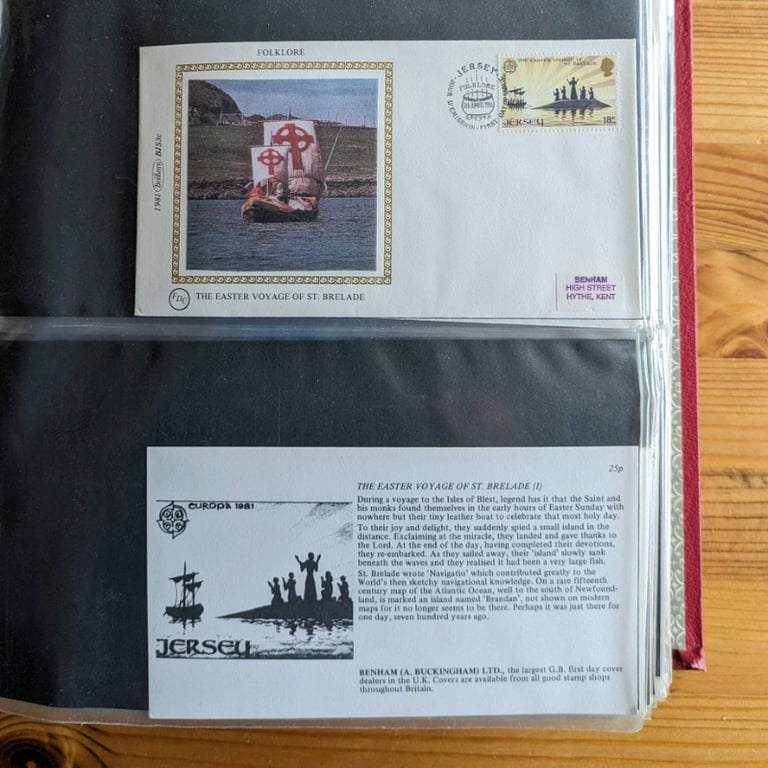 FOLKLORE
1981 Benham BJS3c
JERSEY
FOLKLORE
JOUR D'EMISSION - FIRST DAY
THE EASTER VOYAGE OF ST. BRELADE
JERSEY 18p
FDC THE EASTER VOYAGE OF ST. BRELADE
BENHAM
HIGH STREET
HYTHE, KENT
25p
THE EASTER VOYAGE OF ST. BRELADE (I)
During a voyage to the Isles of Blest, legend has it that the Saint and
his monks found themselves in the early hours of Easter Sunday with
nowhere but their tiny leather boat to celebrate that most holy day.
To their joy and delight, they suddenly spied a small island in the
distance. Exclaiming at the miracle, they landed and gave thanks to
the Lord. At the end of the day, having completed their devotions,
they re-embarked. As they sailed away, their 'island' slowly sank
beneath the waves and they realised it had been a very large fish.
St. Brelade wrote 'Navigatio' which contributed greatly to the
World's then sketchy navigational knowledge. On a rare fifteenth
century map of the Atlantic Ocean, well to the south of Newfound-
land, is marked an island named 'Brandan', not shown on modern
maps for it no longer seems to be there. Perhaps it was just there for
one day, seven hundred years ago.
europa 1981
JERSEY
BENHAM (A. BUCKINGHAM) LTD., the largest G.B. first day cover
dealers in the U.K. Covers are available from all good stamp shops
throughout Britain.